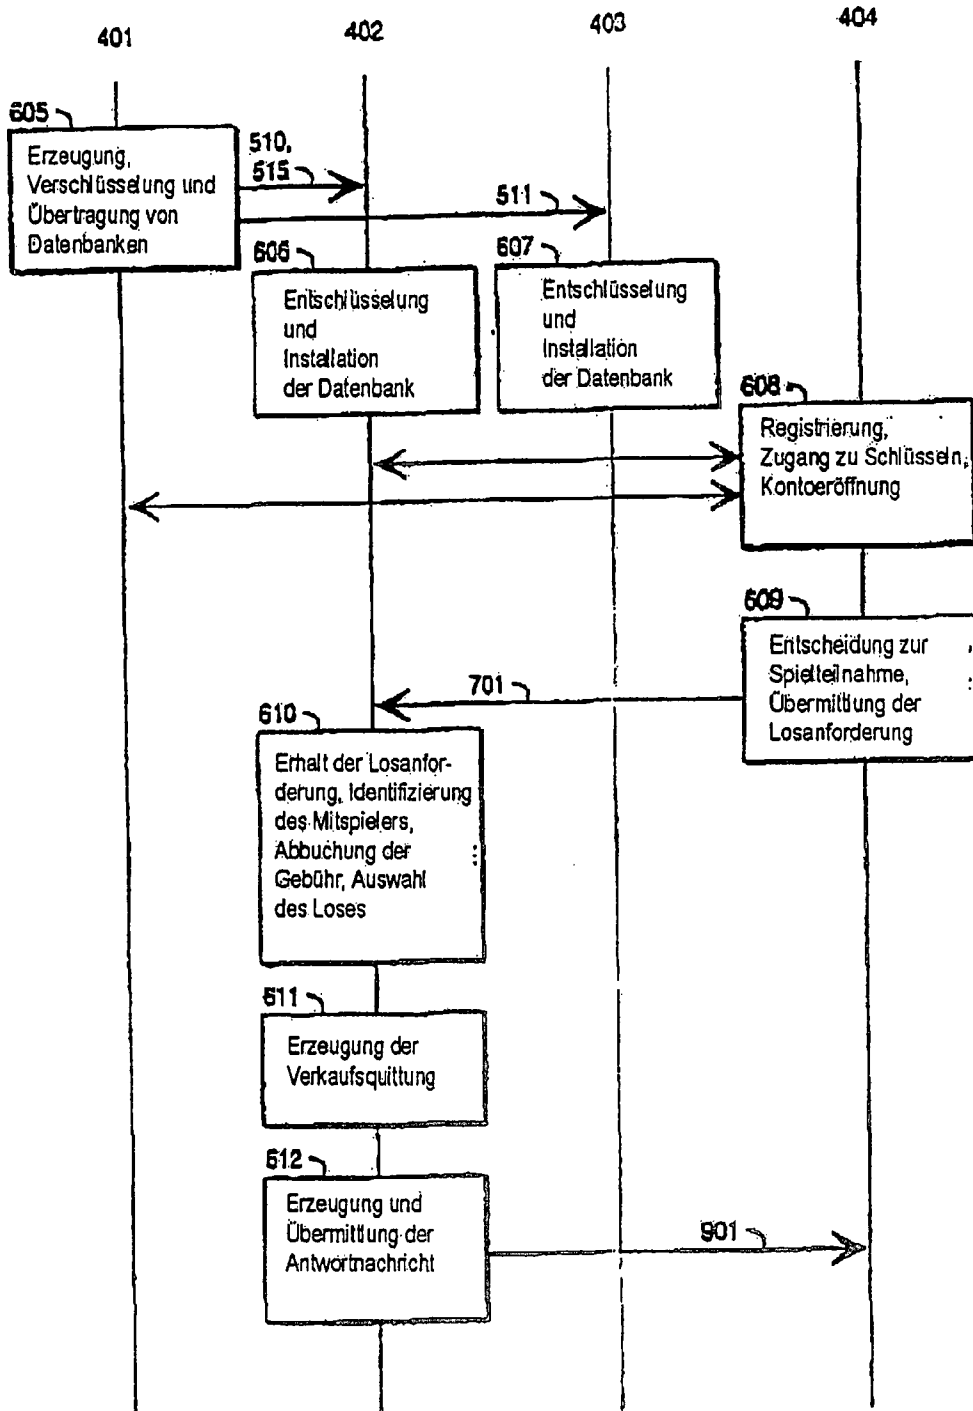 401
402
403
404
605
Erzeugung,
Verschlüsselung und
Übertragung von
Datenbanken
510,
515
511
606
Entschlüsselung
und
Installation
der Datenbank
607
Entschlüsselung
und
Installation
der Datenbank
608
Registrierung,
Zugang zu Schlüsseln,
Kontoeröffnung
609
Entscheidung zur
Spielteilnahme,
Übermittlung der
Losanforderung
701
610
Erhalt der Losanfor-
derung, Identifizierung
des Mitspielers,
Abbuchung der
Gebühr, Auswahl
des Loses
611
Erzeugung der
Verkaufsquittung
612
Erzeugung und
Übermittlung der
Antwortnachricht
901